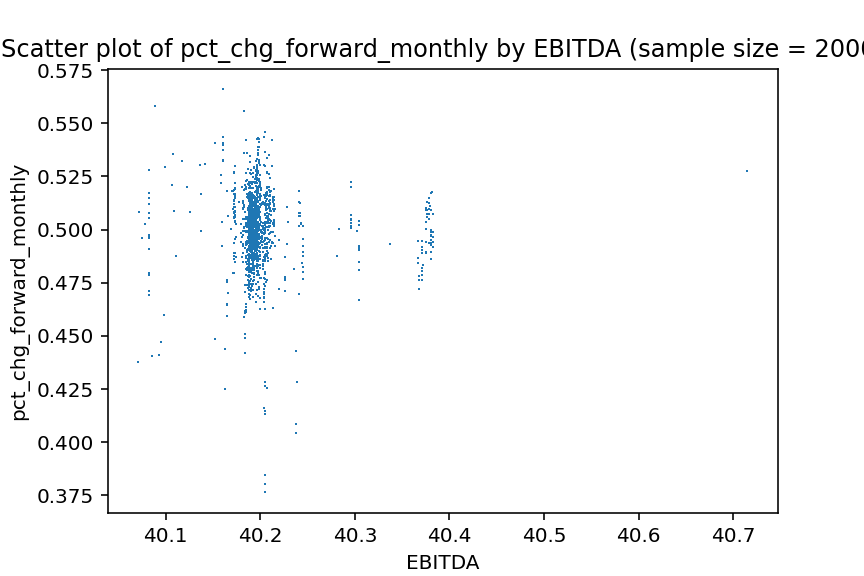 Scatter plot of pct_chg_forward_monthly by EBITDA (sample size = 200
0.575
0.550
0.525
0.500
0.475
0.450
0.425
0.400
0.375
pct_chg_forward_monthly
40.1 40.2 40.3 40.4 40.5 40.6 40.7
EBITDA